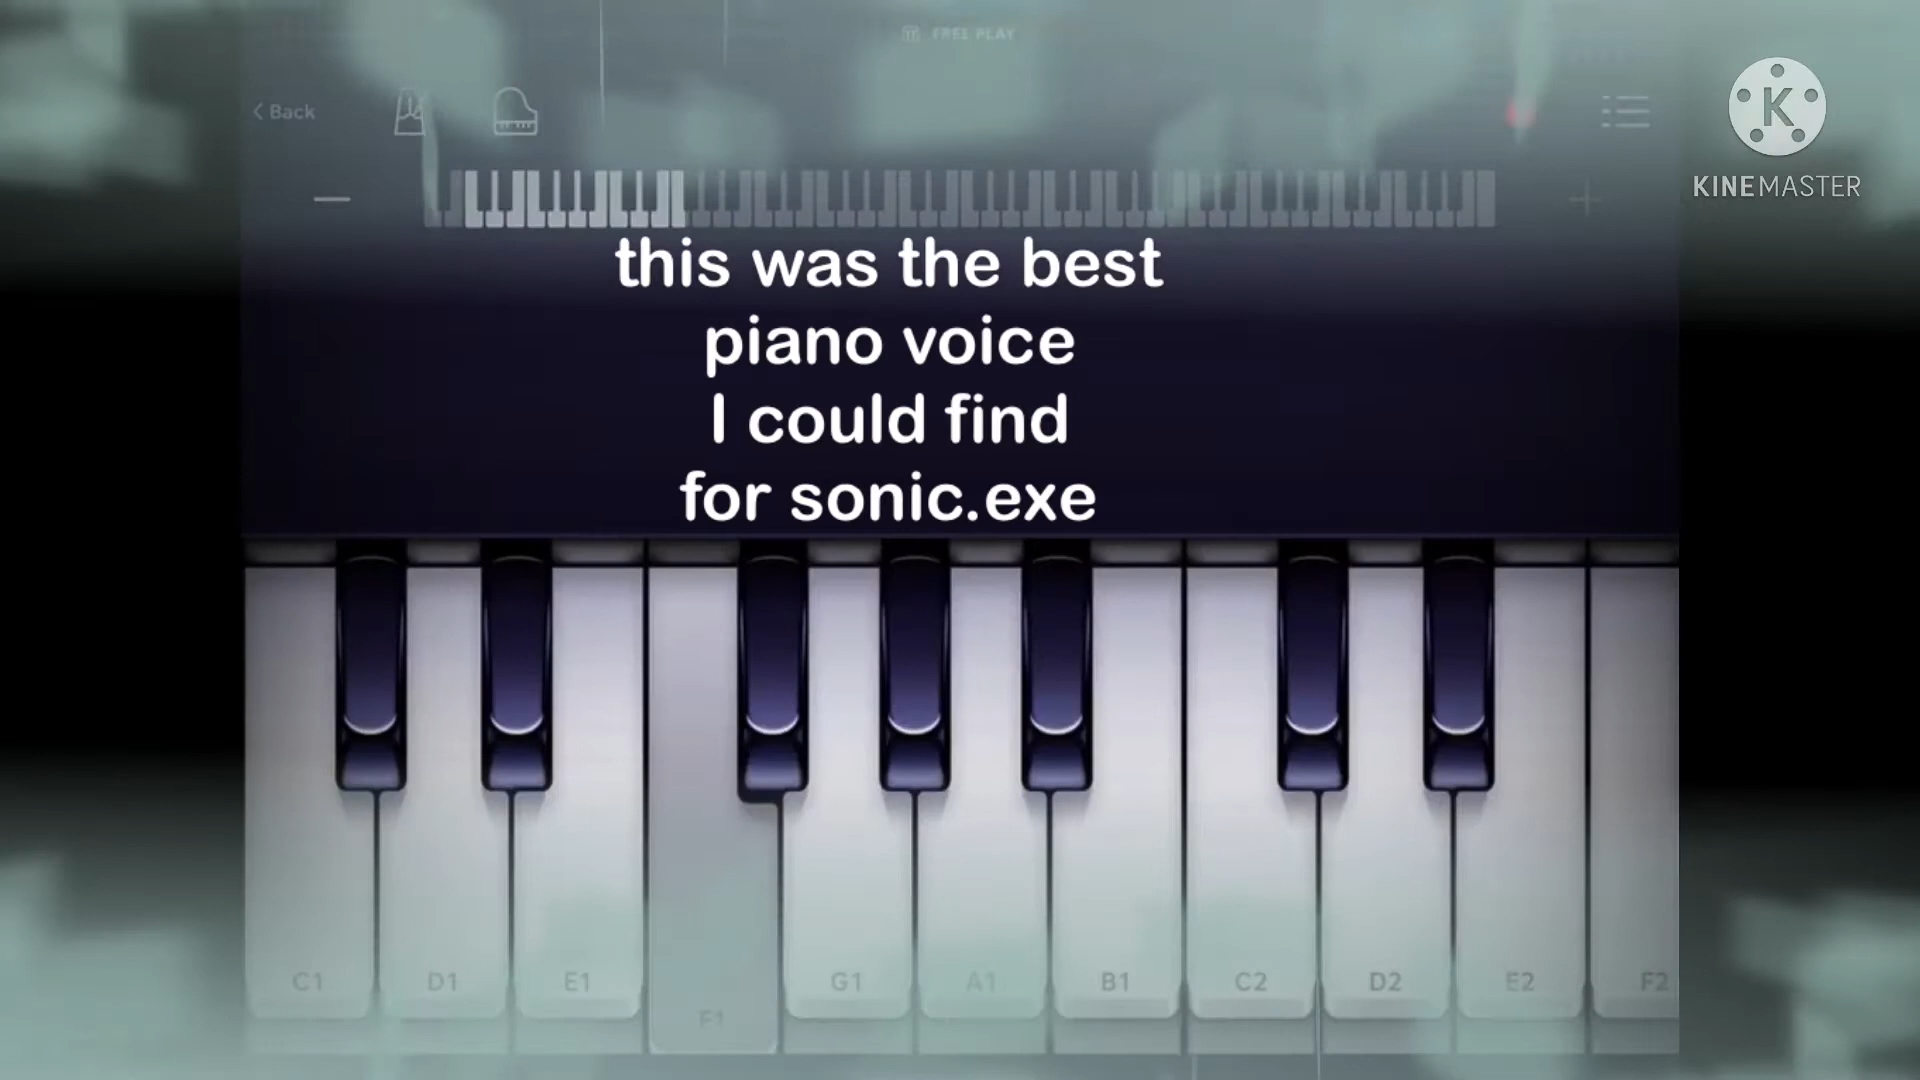 FREE PLAY
Back
K
KINEMASTER
this was the best
piano voice
I could find
for sonic.exe
C1 D1 E1 F1 G1 A1 B1 C2 D2 E2 F2